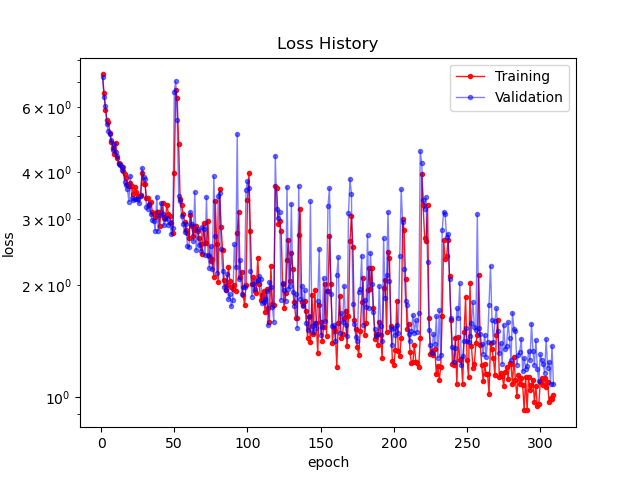 Loss History
Training
Validation
6 × 10⁰
4 × 10⁰
3 × 10⁰
2 × 10⁰
10⁰
loss
0 50 100 150 200 250 300
epoch